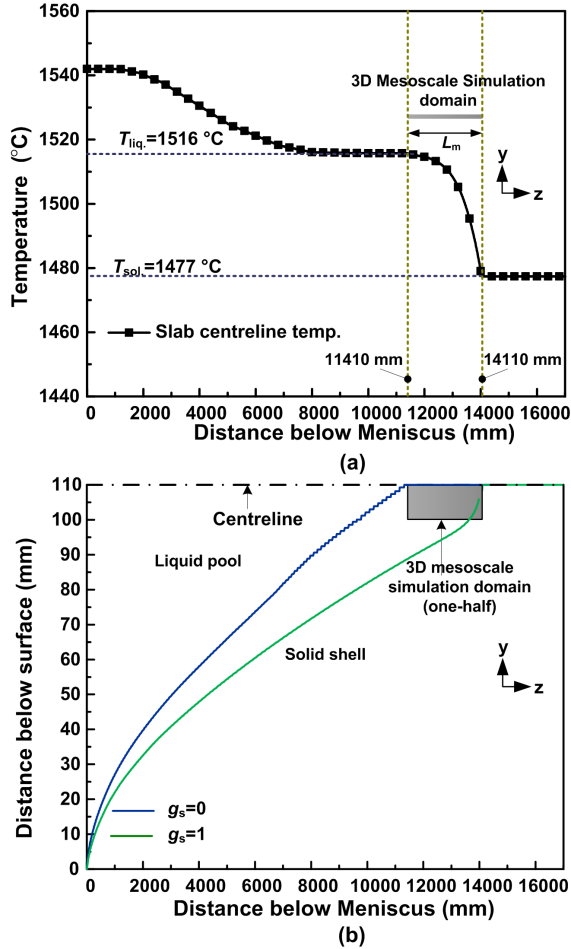 1560
1540
1520
1500
1480
1460
1440
Temperature (°C)
3D Mesoscale Simulation
domain
Tliq.=1516 °C
Lm
y
z
Tsol.=1477 °C
Slab centreline temp.
11410 mm
14110 mm
0 2000 4000 6000 8000 10000 12000 14000 16000
Distance below Meniscus (mm)
(a)
110
100
90
80
70
60
50
40
30
20
10
0
Distance below surface (mm)
Centreline
Liquid pool
3D mesoscale
simulation domain
(one-half)
Solid shell
y
z
gs=0
gs=1
0 2000 4000 6000 8000 10000 12000 14000 16000
Distance below Meniscus (mm)
(b)